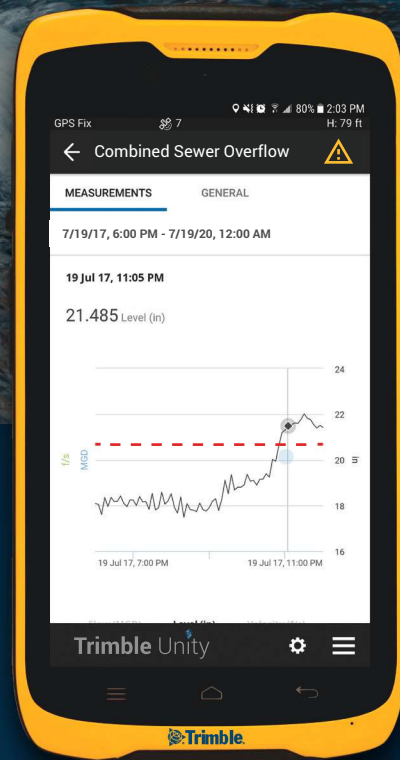 80% 2:03 PM
GPS Fix 7 H: 79 ft
Combined Sewer Overflow
MEASUREMENTS GENERAL
7/19/17, 6:00 PM - 7/19/20, 12:00 AM
19 Jul 17, 11:05 PM
21.485 Level (in)
24
22
20
18
16
f/s
MGD
in
19 Jul 17, 7:00 PM 19 Jul 17, 11:00 PM
Level (in)
Trimble Unity
Trimble.